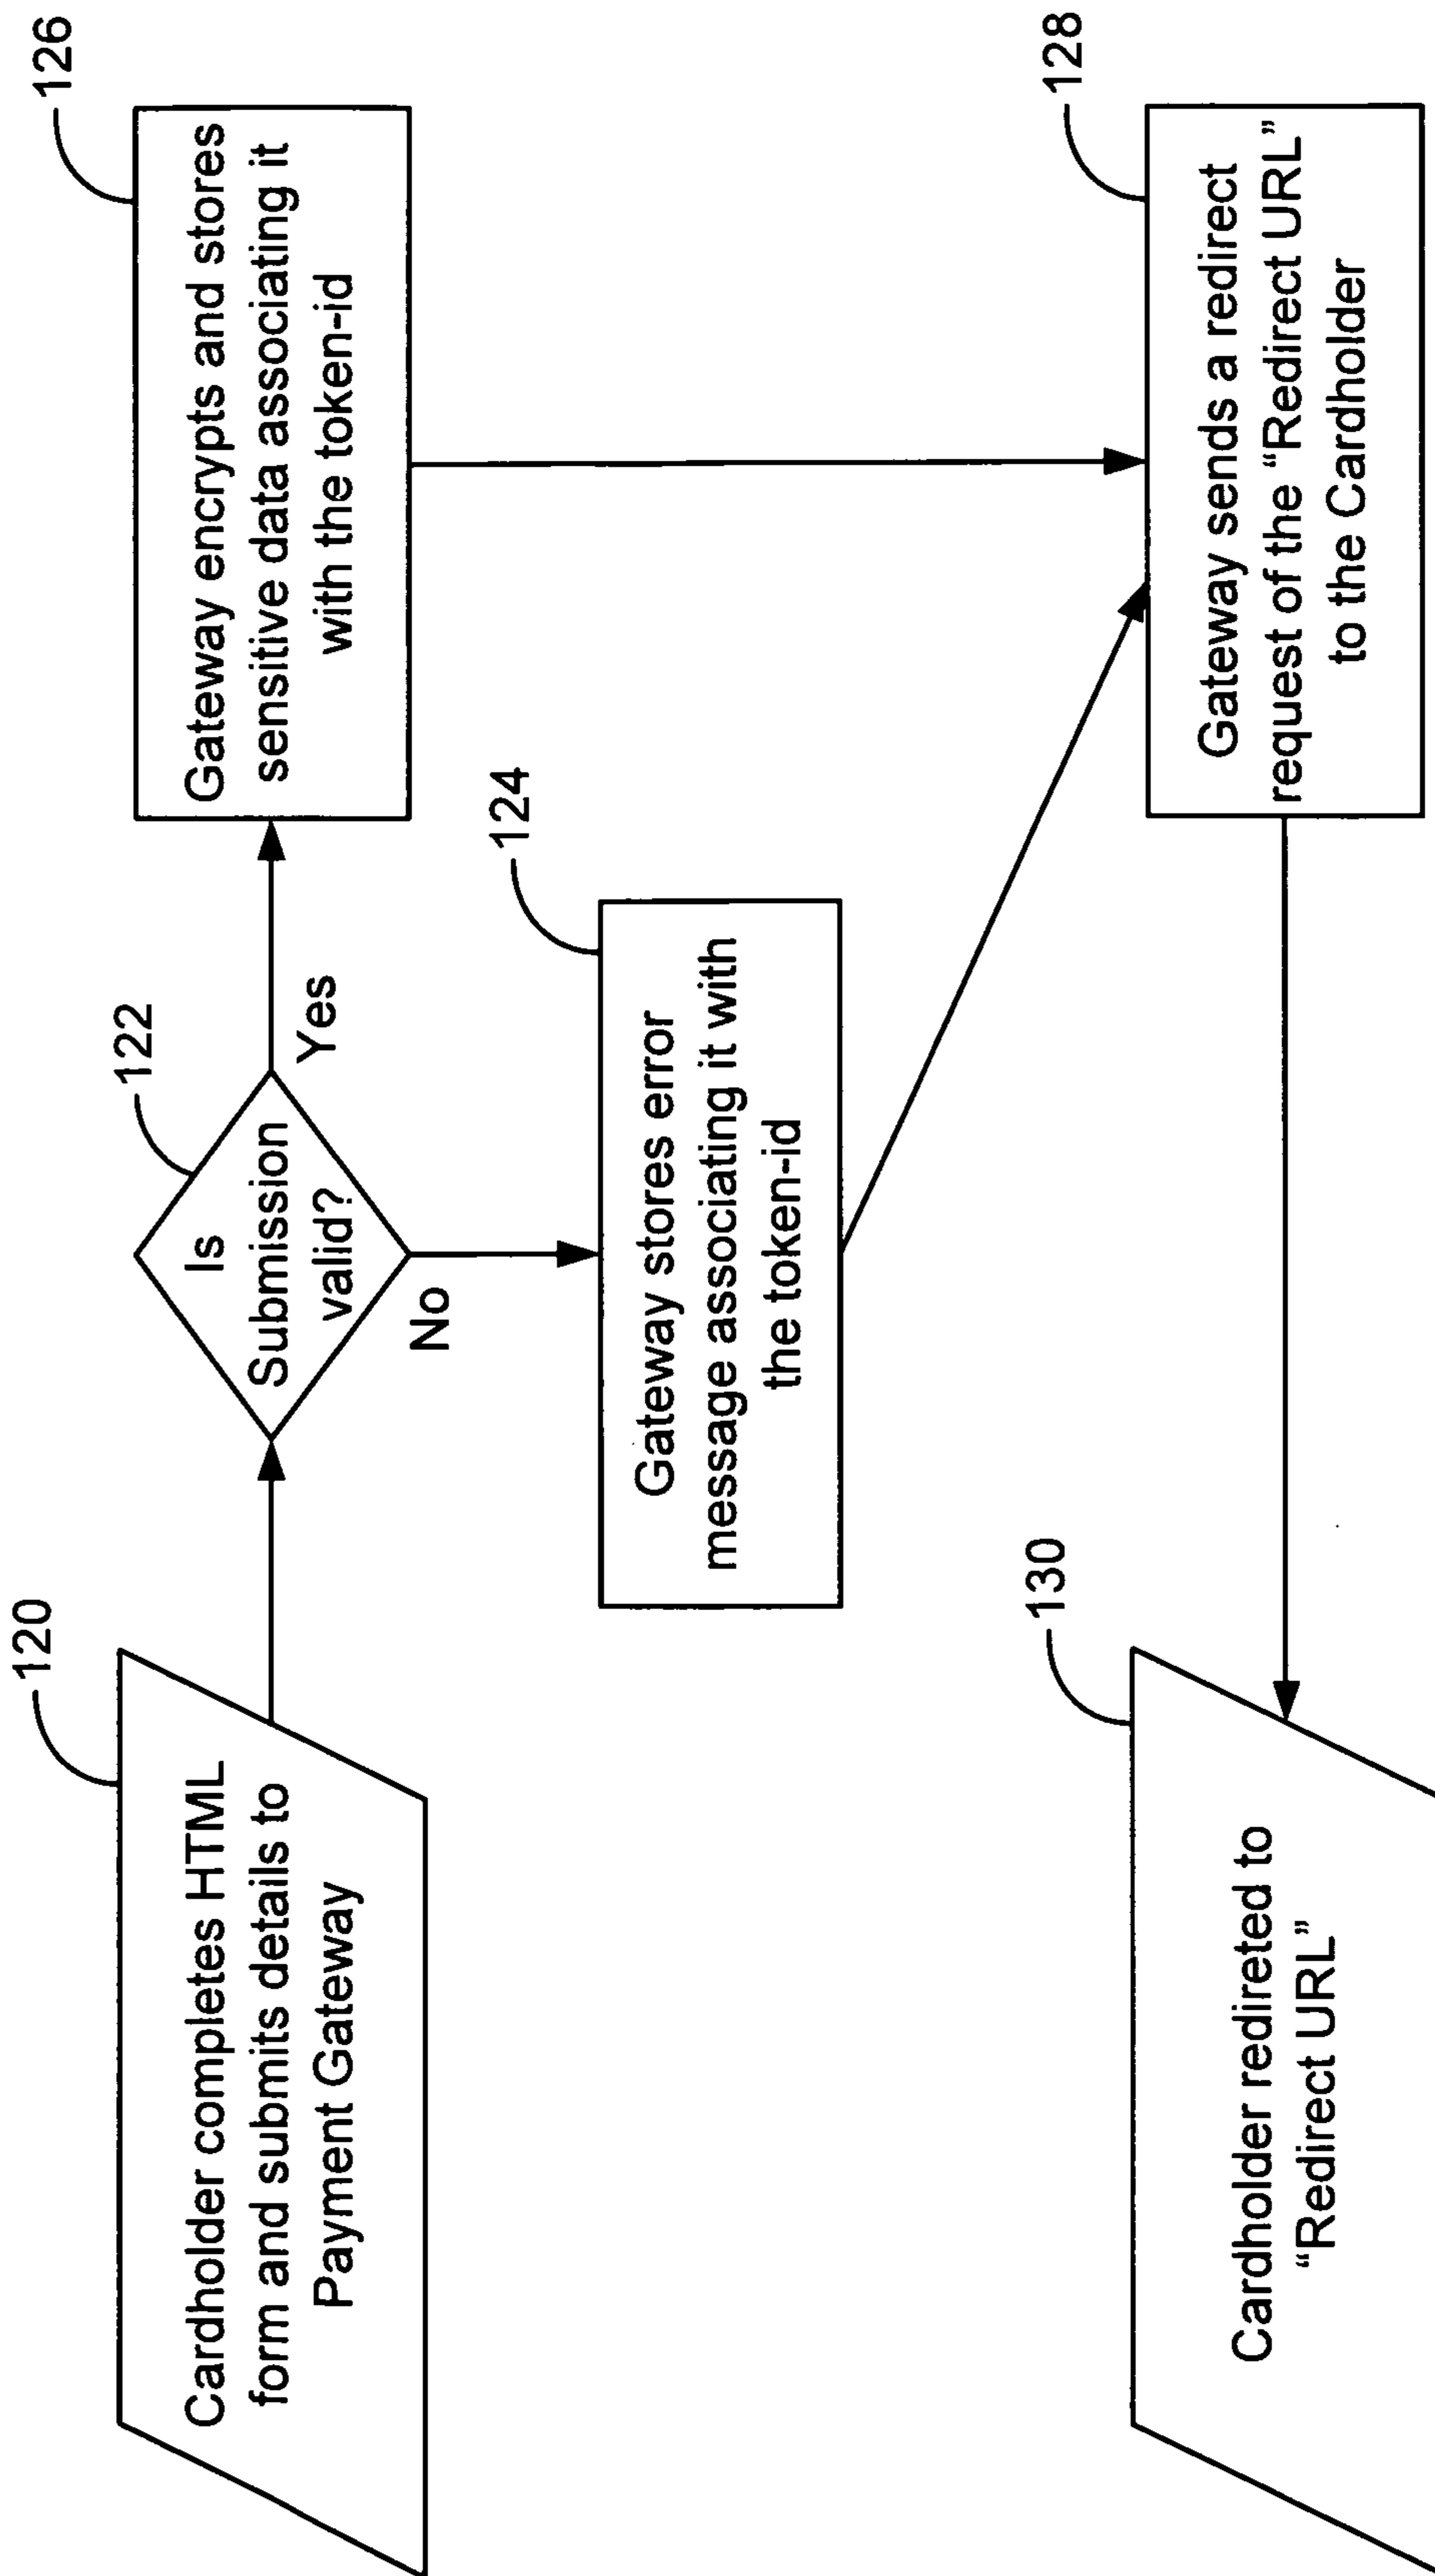 120
Cardholder completes HTML
form and submits details to
Payment Gateway
122
Is
Submission
valid?
Yes
No
126
Gateway encrypts and stores
sensitive data associating it
with the token-id
124
Gateway stores error
message associating it with
the token-id
128
Gateway sends a redirect
request of the “Redirect URL”
to the Cardholder
130
Cardholder redireted to
“Redirect URL”